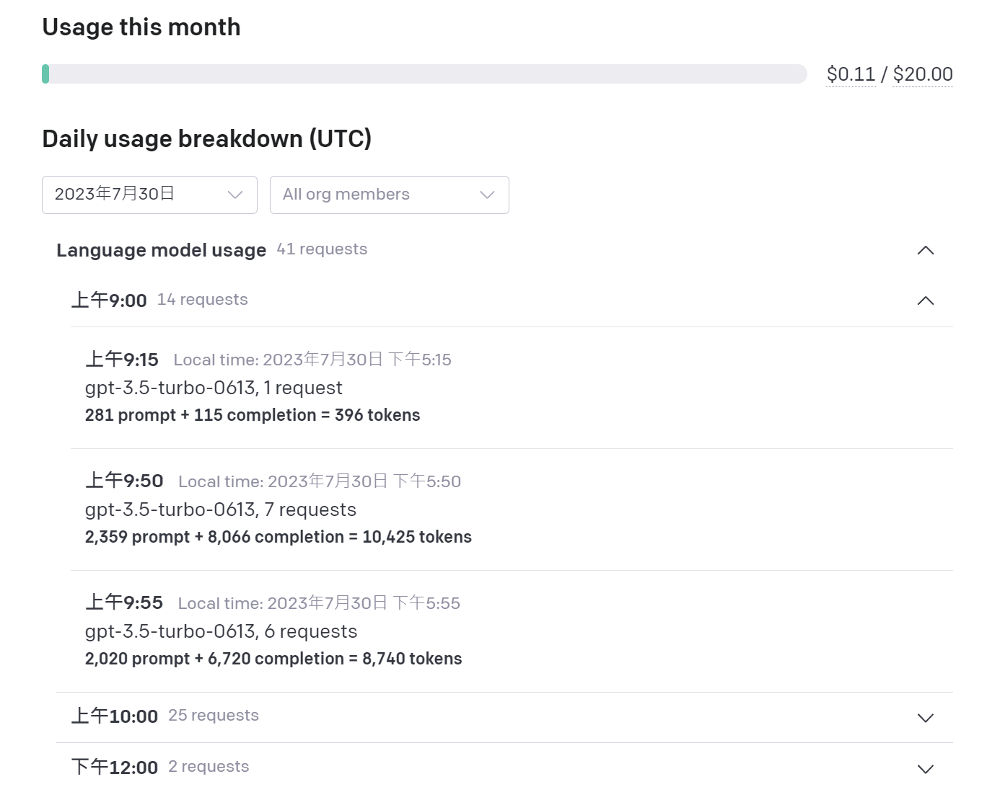 Usage this month
$0.11 / $20.00
Daily usage breakdown (UTC)
2023年7月30日 All org members
Language model usage 41 requests
上午9:00 14 requests
上午9:15 Local time: 2023年7月30日 下午5:15
gpt-3.5-turbo-0613, 1 request
281 prompt + 115 completion = 396 tokens
上午9:50 Local time: 2023年7月30日 下午5:50
gpt-3.5-turbo-0613, 7 requests
2,359 prompt + 8,066 completion = 10,425 tokens
上午9:55 Local time: 2023年7月30日 下午5:55
gpt-3.5-turbo-0613, 6 requests
2,020 prompt + 6,720 completion = 8,740 tokens
上午10:00 25 requests
下午12:00 2 requests